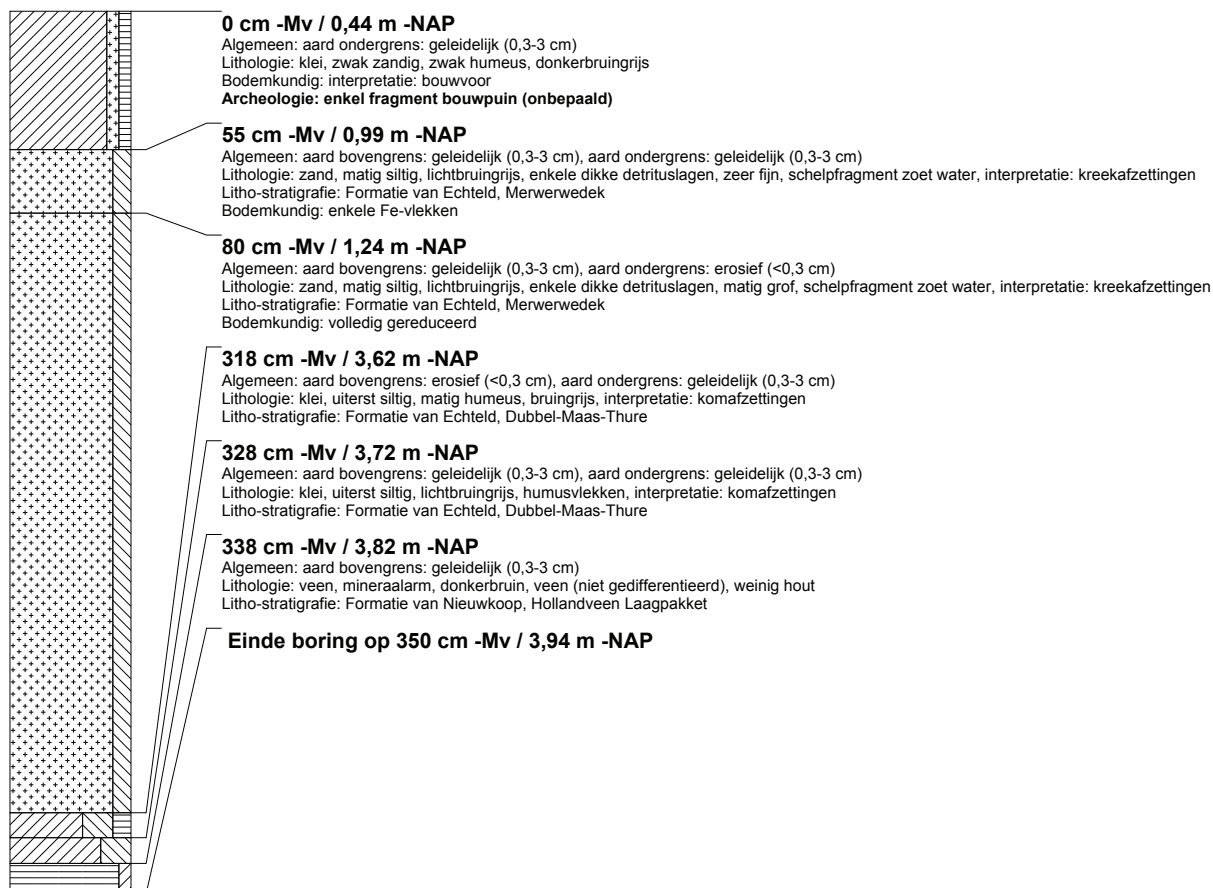 0 cm -Mv / 0,44 m -NAP
Algemeen: aard ondergrens: geleidelijk (0,3-3 cm)
Lithologie: klei, zwak zandig, zwak humeus, donkerbruingrijs
Bodemkundig: interpretatie: bouwvoor
Archeologie: enkel fragment bouwpuin (onbepaald)
55 cm -Mv / 0,99 m -NAP
Algemeen: aard bovengrens: geleidelijk (0,3-3 cm), aard ondergrens: geleidelijk (0,3-3 cm)
Lithologie: zand, matig siltig, lichtbruingrijs, enkele dikke detrituslagen, zeer fijn, schelpfragment zoet water, interpretatie: kreekafzettingen
Litho-stratigrafie: Formatie van Echteld, Merwerwedek
Bodemkundig: enkele Fe-vlekken
80 cm -Mv / 1,24 m -NAP
Algemeen: aard bovengrens: geleidelijk (0,3-3 cm), aard ondergrens: erosief (<0,3 cm)
Lithologie: zand, matig siltig, lichtbruingrijs, enkele dikke detrituslagen, matig grof, schelpfragment zoet water, interpretatie: kreekafzettingen
Litho-stratigrafie: Formatie van Echteld, Merwerwedek
Bodemkundig: volledig gereduceerd
318 cm -Mv / 3,62 m -NAP
Algemeen: aard bovengrens: erosief (<0,3 cm), aard ondergrens: geleidelijk (0,3-3 cm)
Lithologie: klei, uiterst siltig, matig humeus, bruingrijs, interpretatie: komafzettingen
Litho-stratigrafie: Formatie van Echteld, Dubbel-Maas-Thure
328 cm -Mv / 3,72 m -NAP
Algemeen: aard bovengrens: geleidelijk (0,3-3 cm), aard ondergrens: geleidelijk (0,3-3 cm)
Lithologie: klei, uiterst siltig, lichtbruingrijs, humusvlekken, interpretatie: komafzettingen
Litho-stratigrafie: Formatie van Echteld, Dubbel-Maas-Thure
338 cm -Mv / 3,82 m -NAP
Algemeen: aard bovengrens: geleidelijk (0,3-3 cm)
Lithologie: veen, mineraalarm, donkerbruin, veen (niet gedifferentieerd), weinig hout
Litho-stratigrafie: Formatie van Nieuwkoop, Hollandveen Laagpakket
Einde boring op 350 cm -Mv / 3,94 m -NAP